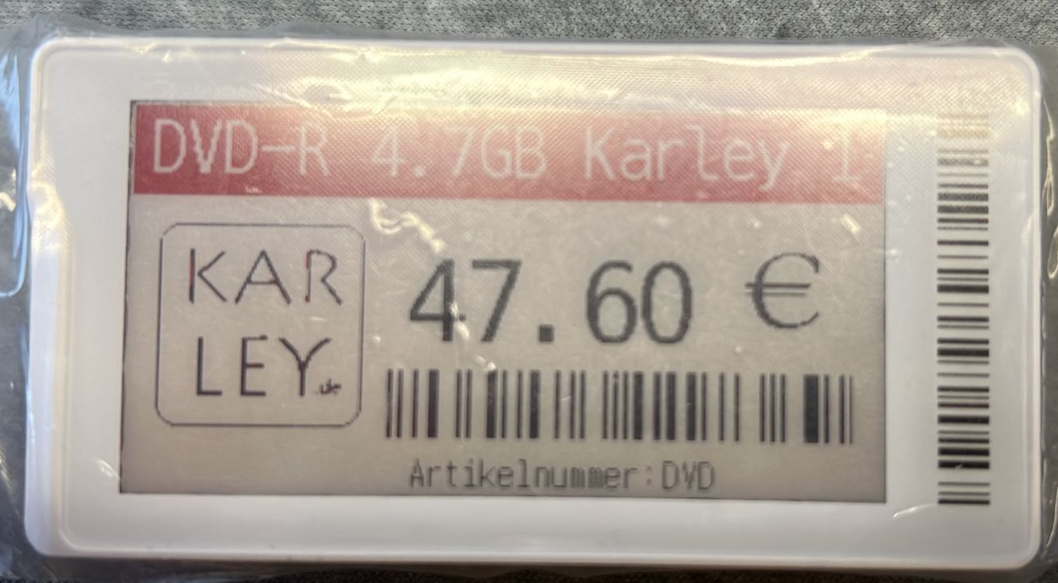 DVD-R 4.7GB Karley 1
KAR
LEY.de
47.60 €
Artikelnummer:DVD